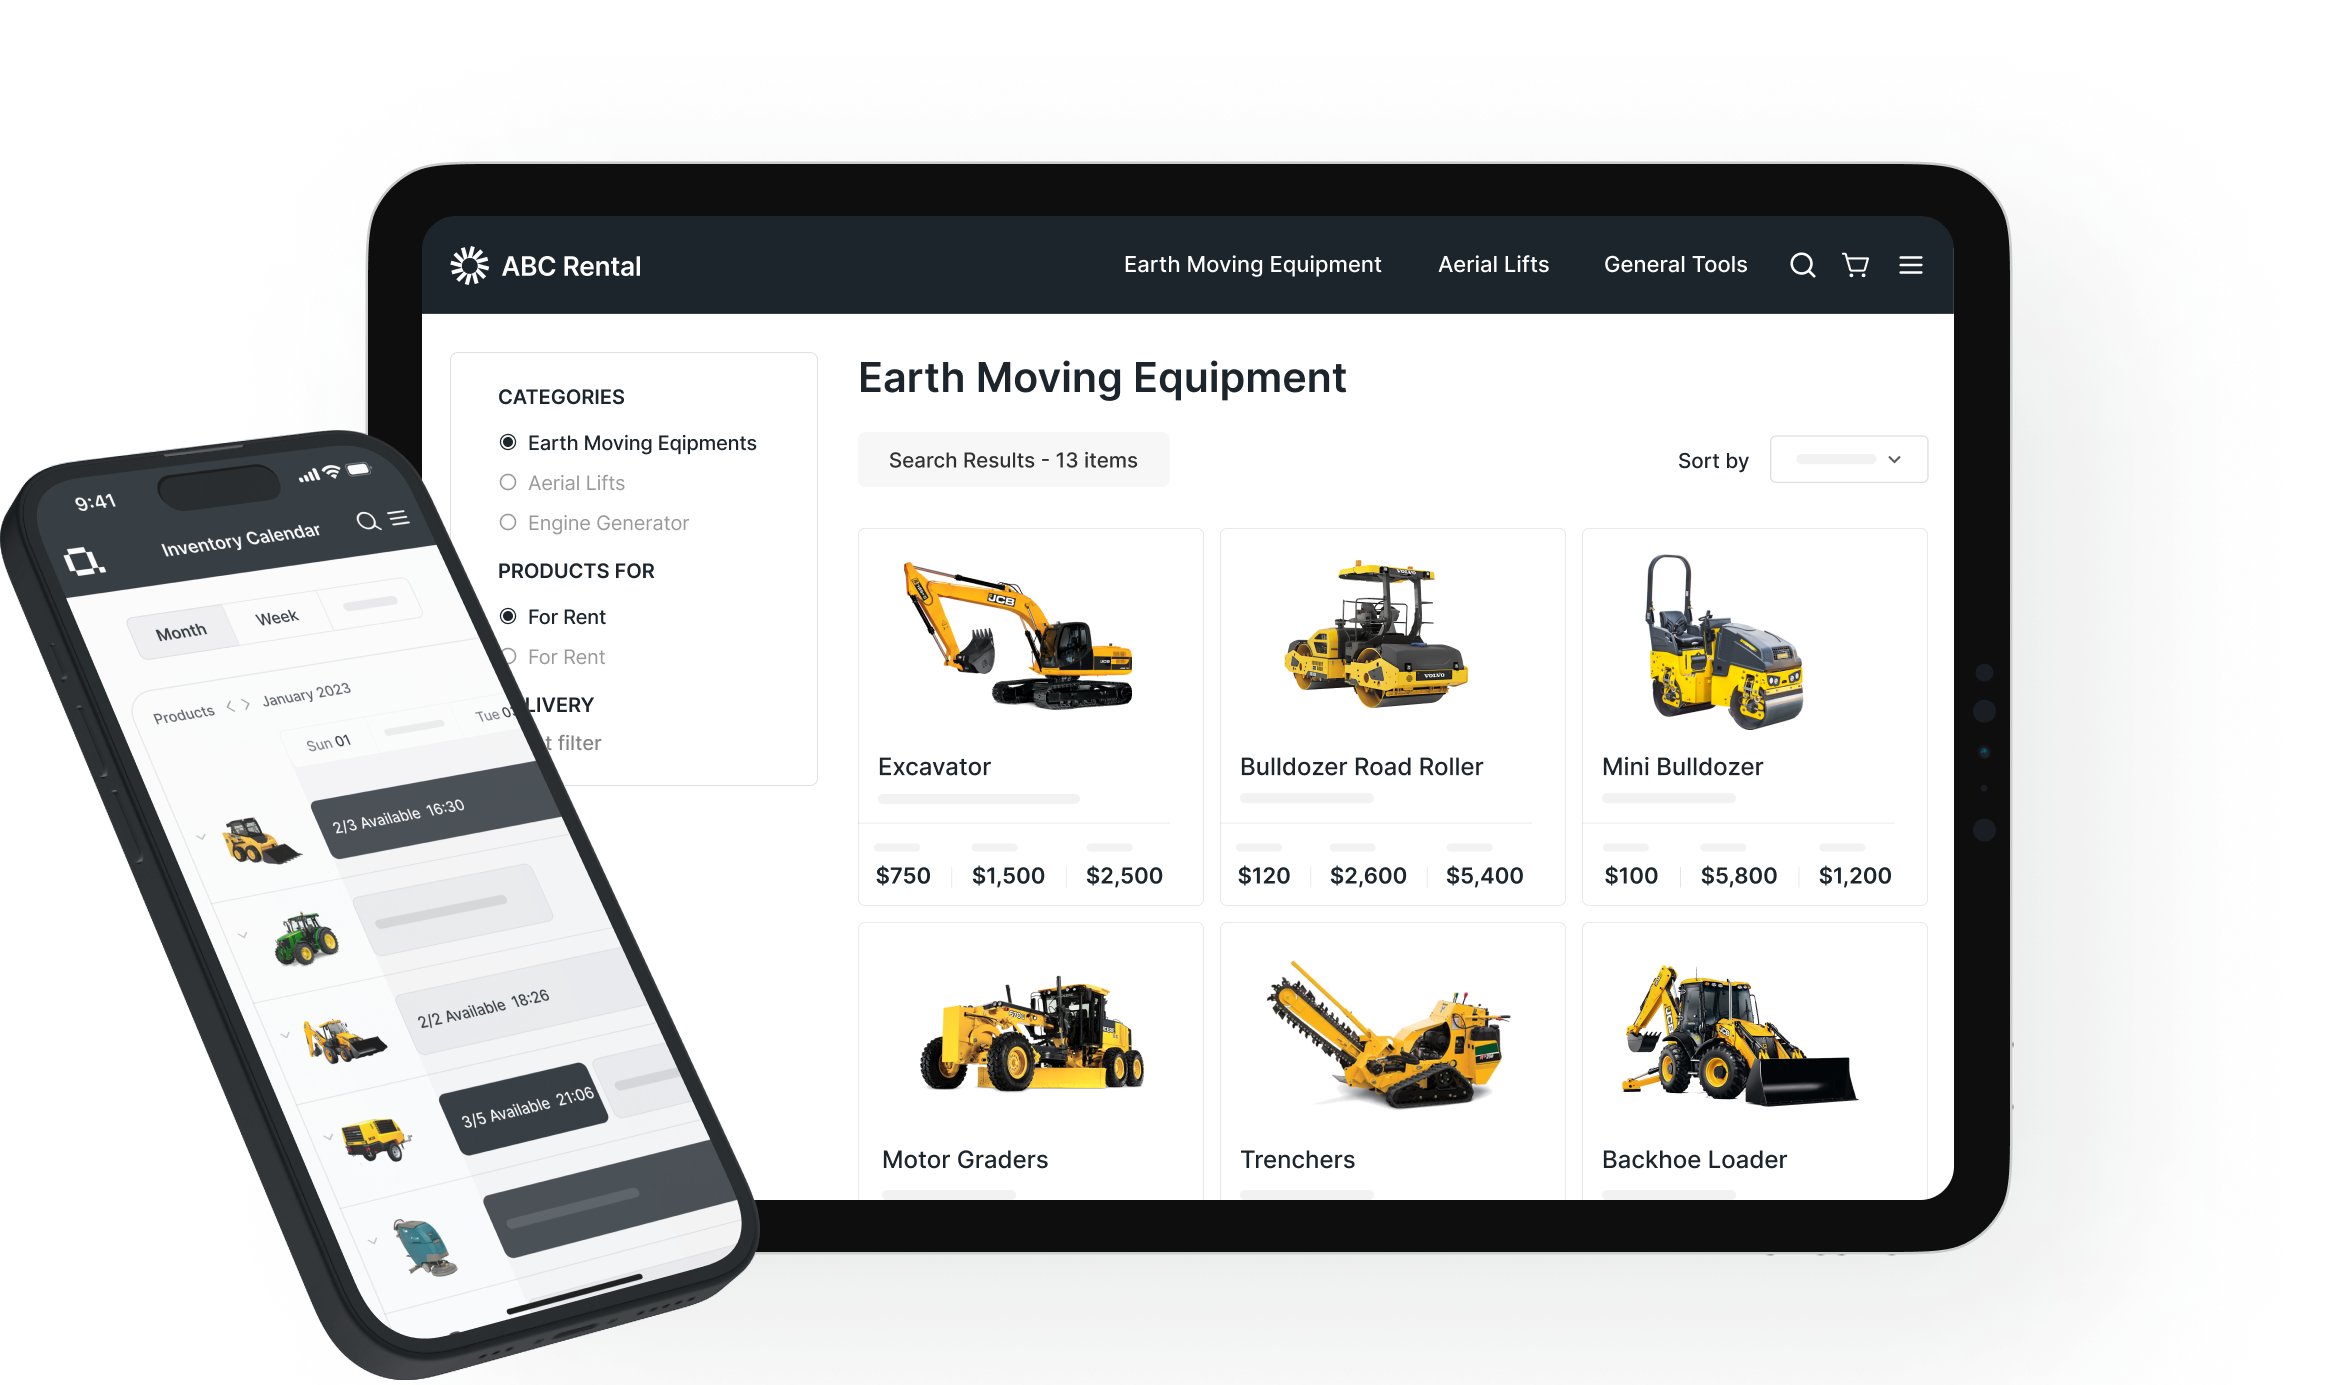 ABC Rental
Earth Moving Equipment
Aerial Lifts
General Tools
CATEGORIES
Earth Moving Eqipments
Aerial Lifts
Engine Generator
PRODUCTS FOR
For Rent
For Rent
LIVERY
t filter
Earth Moving Equipment
Search Results - 13 items
Sort by
JCB
VOLVO
VOLVO
Excavator
Bulldozer Road Roller
Mini Bulldozer
$750 $1,500 $2,500
$120 $2,600 $5,400
$100 $5,800 $1,200
Motor Graders
Trenchers
Backhoe Loader
9:41
Inventory Calendar
Month
Week
Products
January 2023
Sun 01
Tue 03
2/3 Available 16:30
2/2 Available 18:26
3/5 Available 21:06